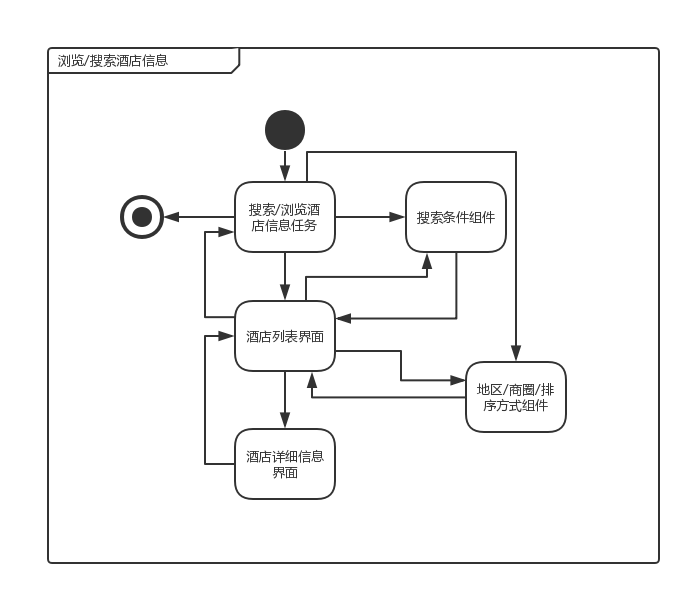 浏览/搜索酒店信息
搜索/浏览酒
店信息任务
搜索条件组件
酒店列表界面
地区/商圈/排
序方式组件
酒店详细信息
界面